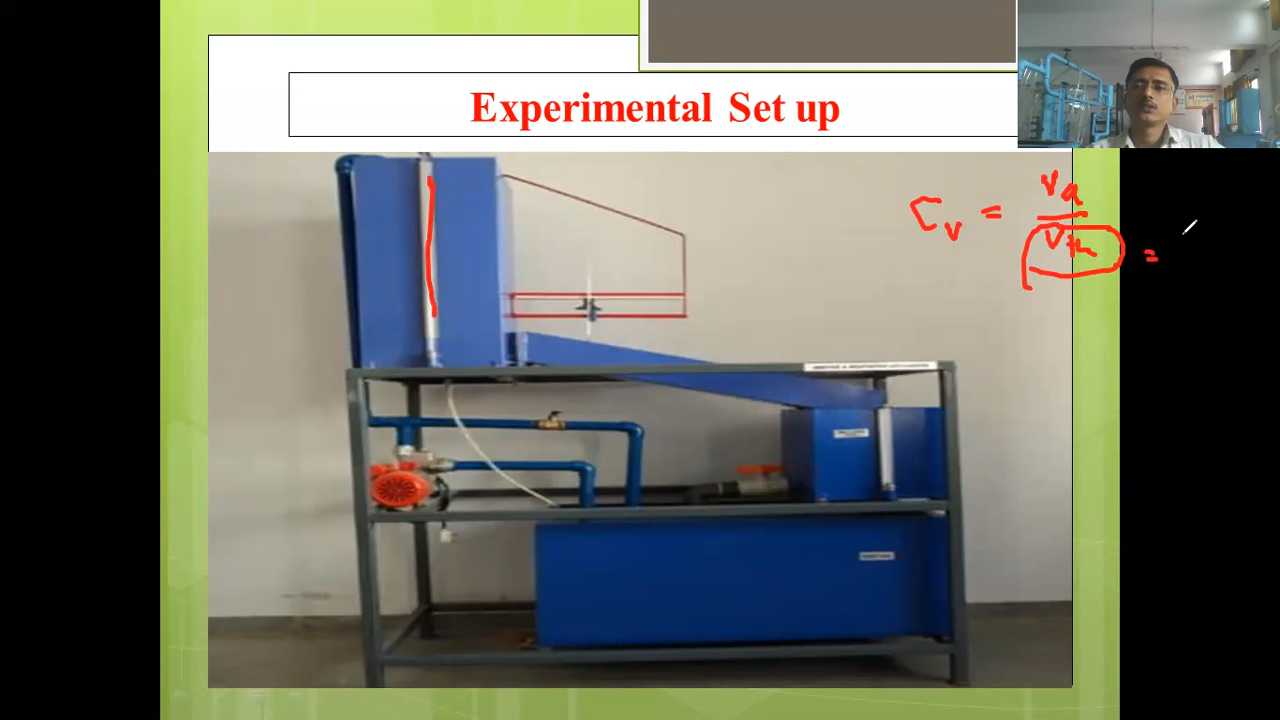 Experimental Set up
Cv = Va
Vth =